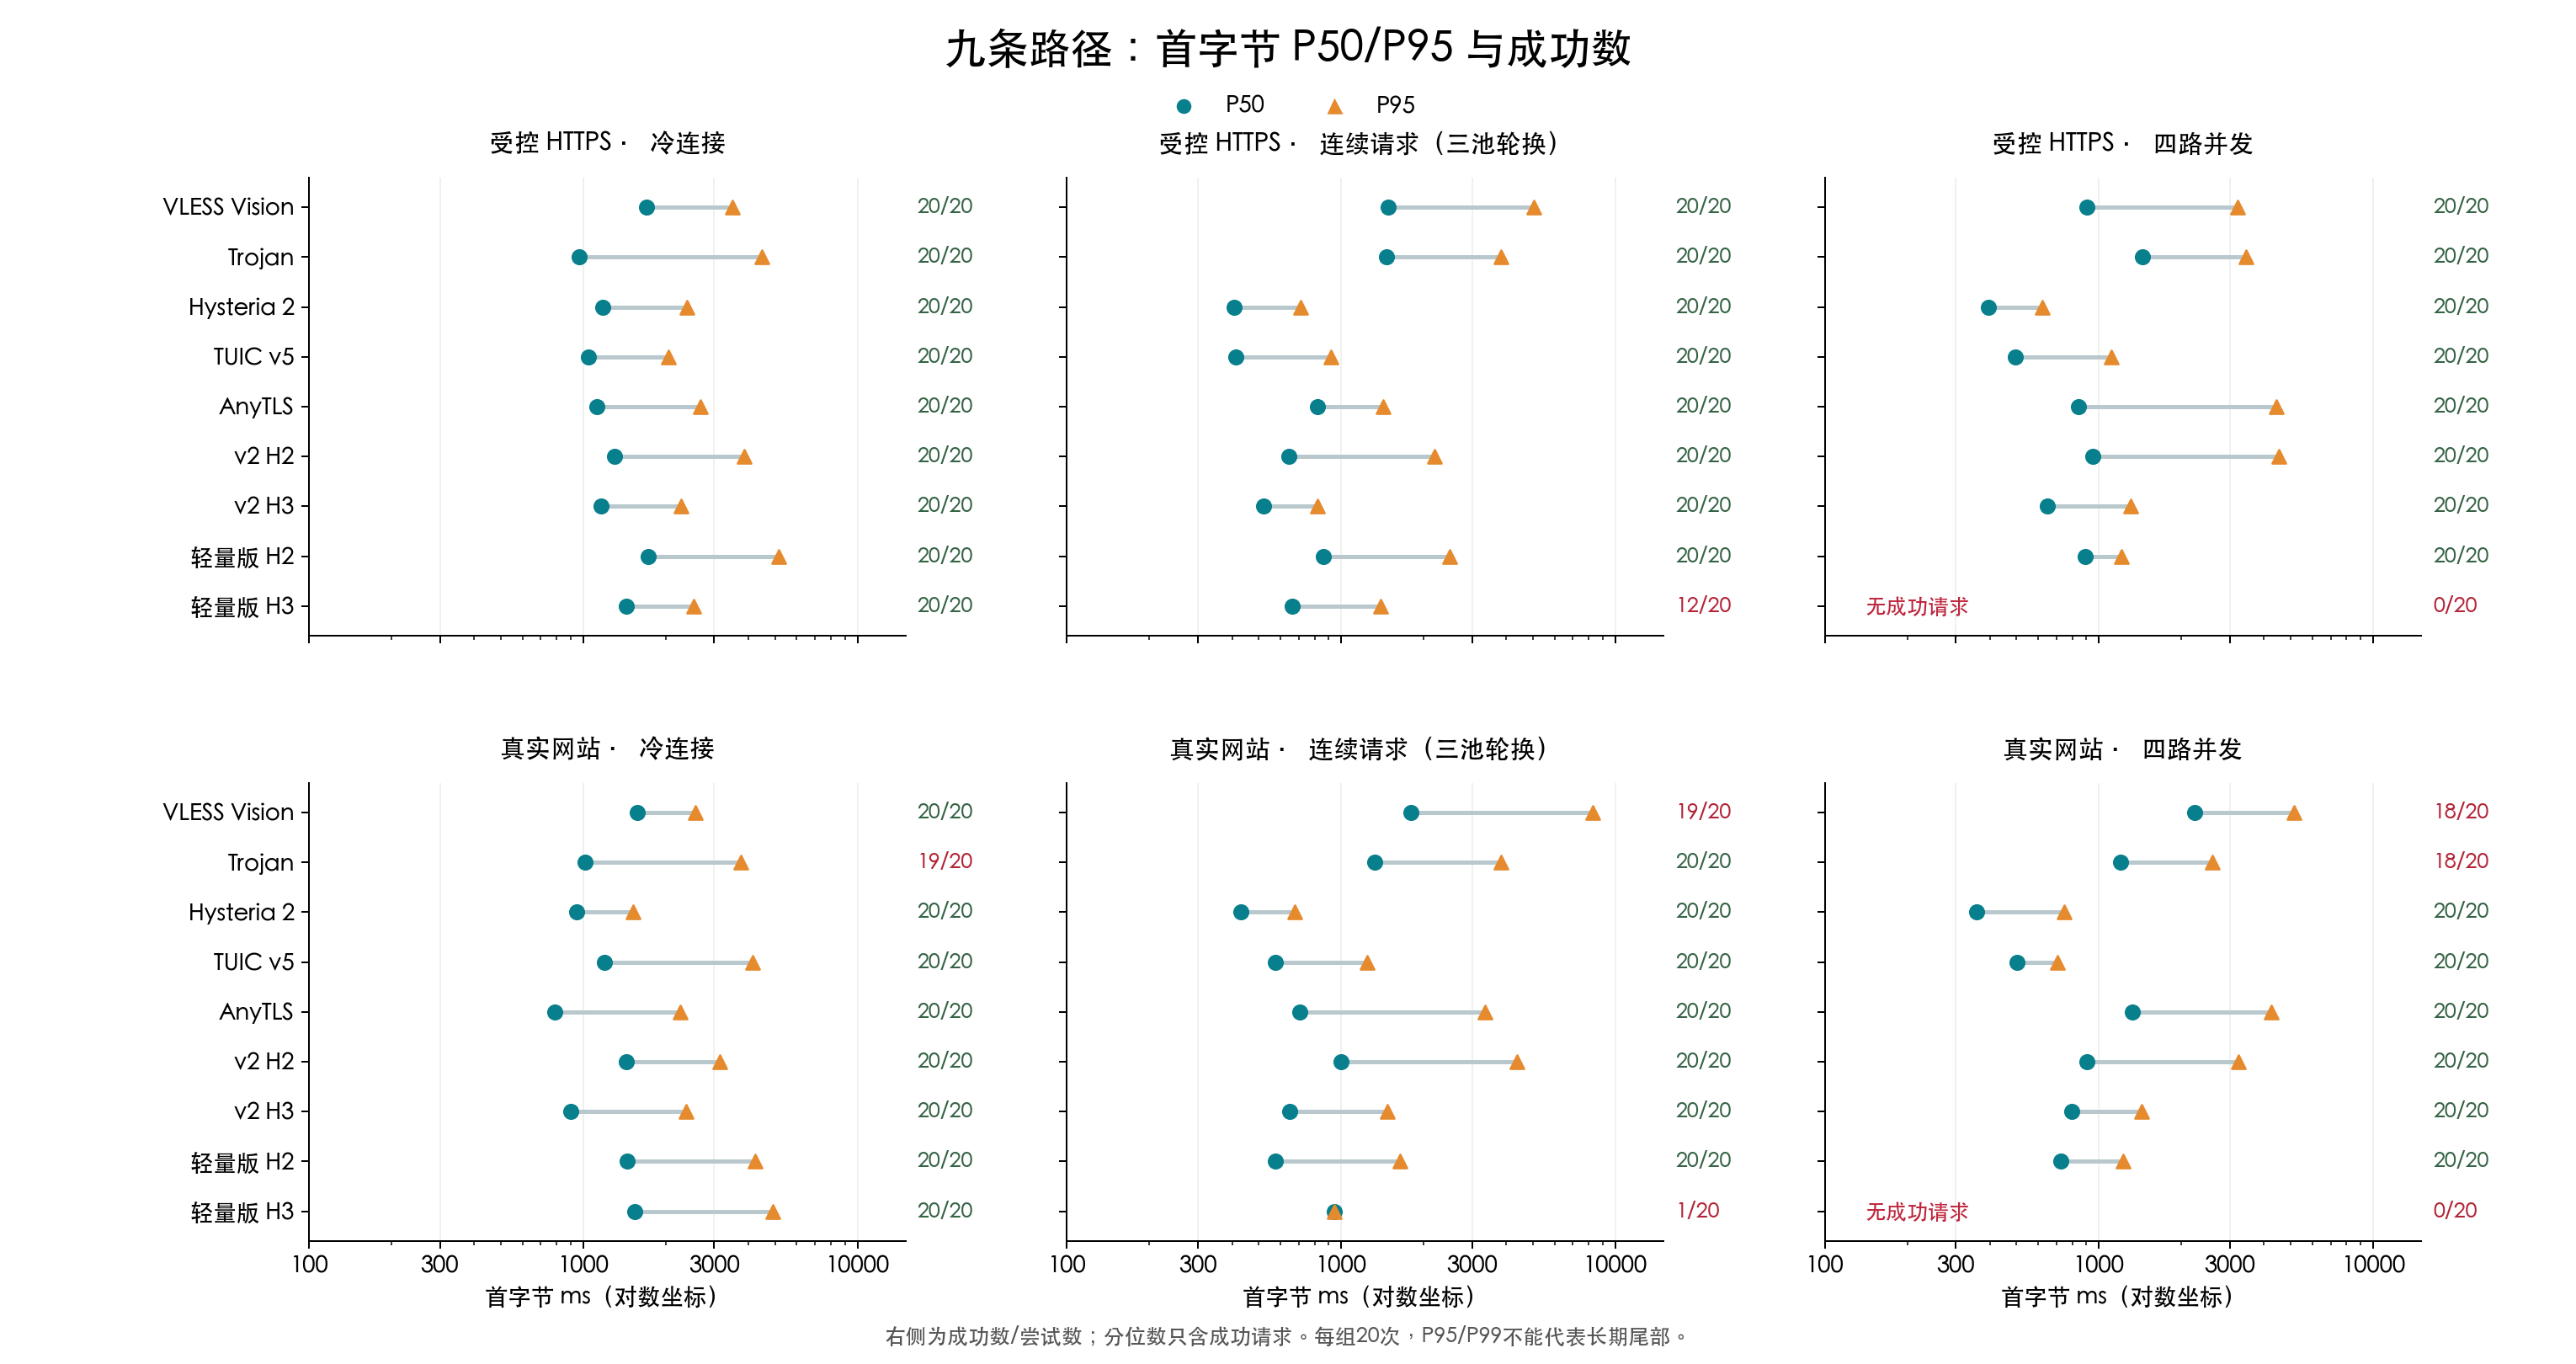 九条路径：首字节 P50/P95 与成功数
P50 P95
受控 HTTPS · 冷连接
VLESS Vision 20/20
Trojan 20/20
Hysteria 2 20/20
TUIC v5 20/20
AnyTLS 20/20
v2 H2 20/20
v2 H3 20/20
轻量版 H2 20/20
轻量版 H3 20/20
受控 HTTPS · 连续请求（三池轮换）
20/20
20/20
20/20
20/20
20/20
20/20
20/20
20/20
12/20
受控 HTTPS · 四路并发
20/20
20/20
20/20
20/20
20/20
20/20
20/20
20/20
无成功请求 0/20
真实网站 · 冷连接
VLESS Vision 20/20
Trojan 19/20
Hysteria 2 20/20
TUIC v5 20/20
AnyTLS 20/20
v2 H2 20/20
v2 H3 20/20
轻量版 H2 20/20
轻量版 H3 20/20
100 300 1000 3000 10000
首字节 ms（对数坐标）
真实网站 · 连续请求（三池轮换）
19/20
20/20
20/20
20/20
20/20
20/20
20/20
20/20
1/20
100 300 1000 3000 10000
首字节 ms（对数坐标）
真实网站 · 四路并发
18/20
18/20
20/20
20/20
20/20
20/20
20/20
20/20
无成功请求 0/20
100 300 1000 3000 10000
首字节 ms（对数坐标）
右侧为成功数/尝试数；分位数只含成功请求。每组20次，P95/P99不能代表长期尾部。